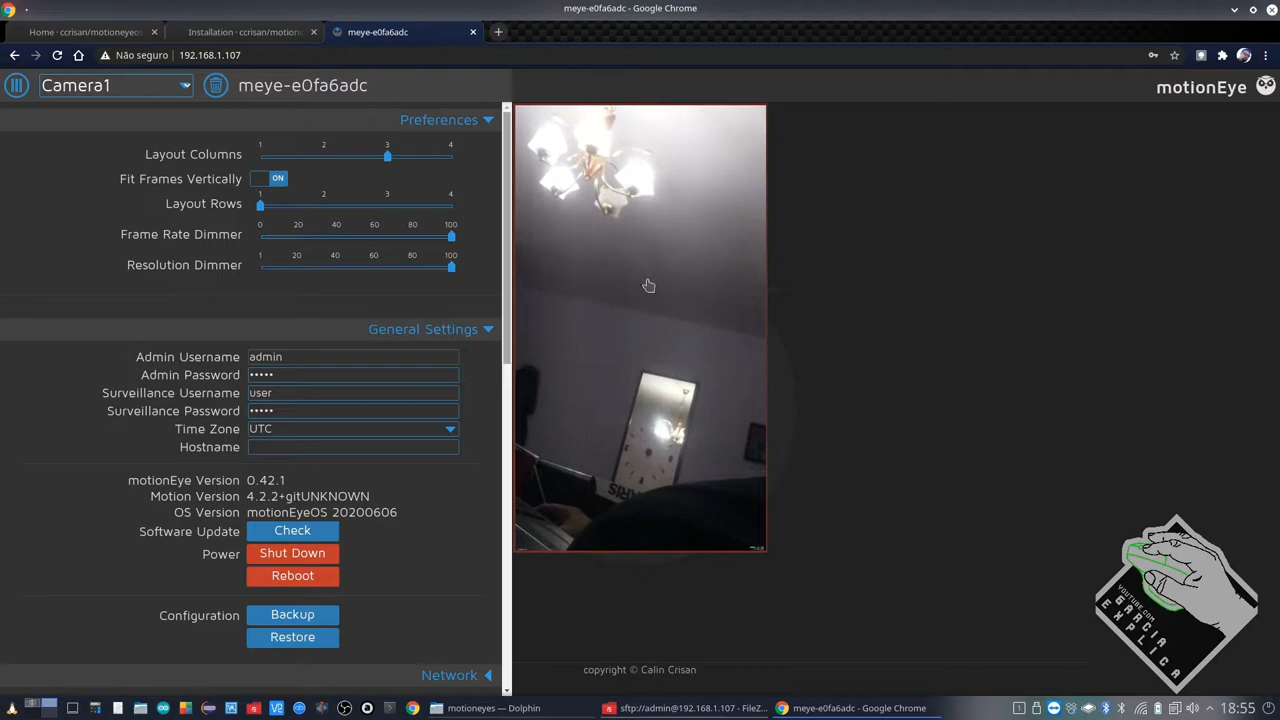 meye-e0fa6adc - Google Chrome
Home · ccrisan/motioneyeos
Installation · ccrisan/motione
meye-e0fa6adc
Não seguro
192.168.1.107
Camera1
meye-e0fa6adc
motionEye
Preferences
Layout Columns
1 2 3 4
Fit Frames Vertically ON
Layout Rows
1 2 3 4
Frame Rate Dimmer
0 20 40 60 80 100
Resolution Dimmer
1 20 40 60 80 100
General Settings
Admin Username admin
Admin Password •••••
Surveillance Username user
Surveillance Password •••••
Time Zone UTC
Hostname
motionEye Version 0.42.1
Motion Version 4.2.2+gitUNKNOWN
OS Version motionEyeOS 20200606
Software Update Check
Power Shut Down
Reboot
Configuration Backup
Restore
Network
copyright © Calin Crisan
YOUTUBE.COM
GARCIA
EXPLICA
motioneyes — Dolphin
sftp://admin@192.168.1.107 - FileZ...
meye-e0fa6adc - Google Chrome
18:55